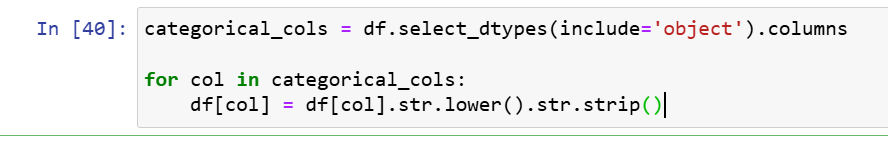 In [40]: categorical_cols = df.select_dtypes(include='object').columns
for col in categorical_cols:
    df[col] = df[col].str.lower().str.strip()